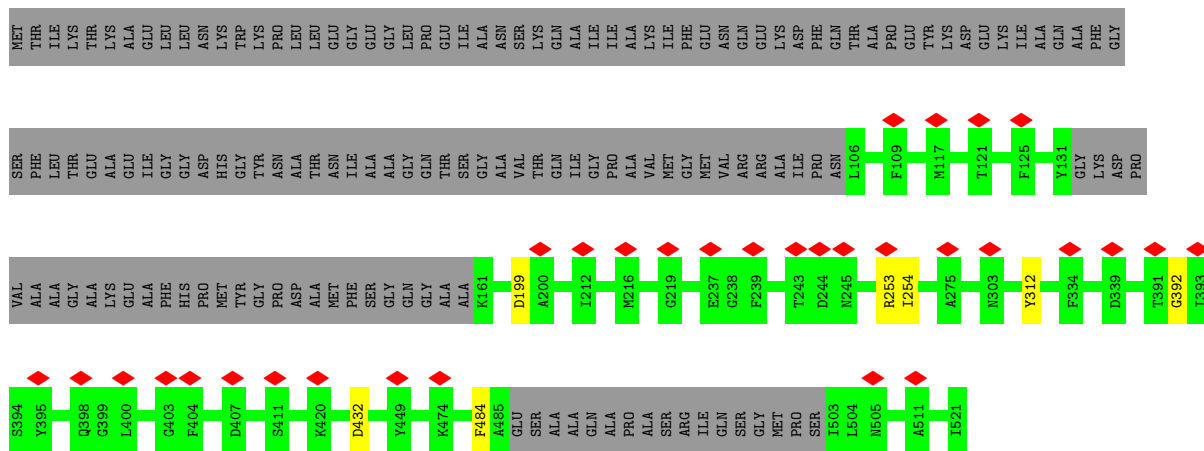 MET THR ILE LYS THR LYS ALA GLU LEU LEU ASN LYS TRP LYS PRO LEU LEU GLU GLY GLU GLY LEU PRO GLU ILE ALA ASN SER LYS GLN ALA ILE ILE ALA LYS ILE PHE GLU ASN GLN GLU LYS ASP PHE GLN THR ALA PRO GLU TYR LYS ASP GLU LYS ILE ALA GLN ALA PHE GLY
SER PHE LEU THR GLU ALA GLU ILE GLY GLY ASP HIS GLY TYR ASN ALA THR ASN ILE ALA ALA GLY GLN THR SER GLY ALA VAL THR GLN ILE GLY PRO ALA VAL MET GLY MET VAL ARG ARG ALA ILE PRO ASN L106 F109 M117 T121 F125 Y131 GLY LYS ASP PRO
VAL ALA ALA GLY ALA LYS GLU ALA PHE HIS PRO MET TYR GLY PRO ASP ALA MET PHE SER GLY GLN GLY ALA ALA K161 D199 A200 I212 M216 G219 E237 G238 F239 T243 D244 N245 R253 I254 A275 N303 Y312 F334 D339 T391 G392 I393
S394 Y395 Q398 G399 L400 G403 F404 D407 S411 K420 D432 Y449 K474 F484 A485 GLU SER ALA ALA GLN ALA PRO ALA SER ARG ILE GLN SER GLY MET PRO SER I503 L504 N505 A511 I521